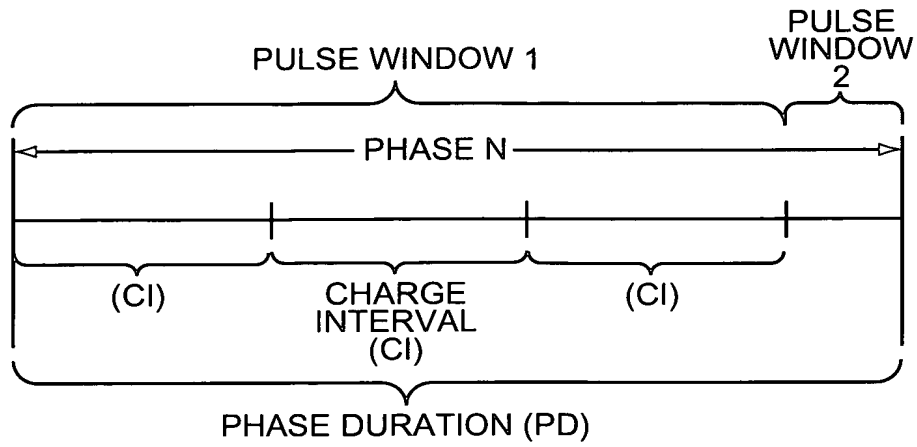 PULSE WINDOW 1
PULSE
WINDOW
2
PHASE N
(CI)
CHARGE
INTERVAL
(CI)
(CI)
PHASE DURATION (PD)